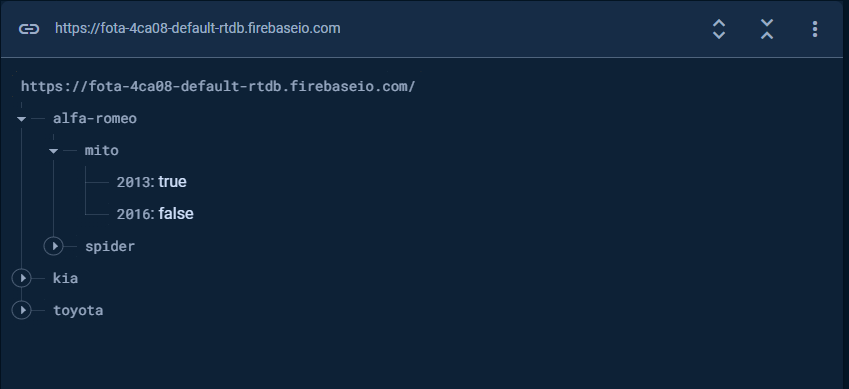 https://fota-4ca08-default-rtdb.firebaseio.com
https://fota-4ca08-default-rtdb.firebaseio.com/
alfa-romeo
mito
2013: true
2016: false
spider
kia
toyota